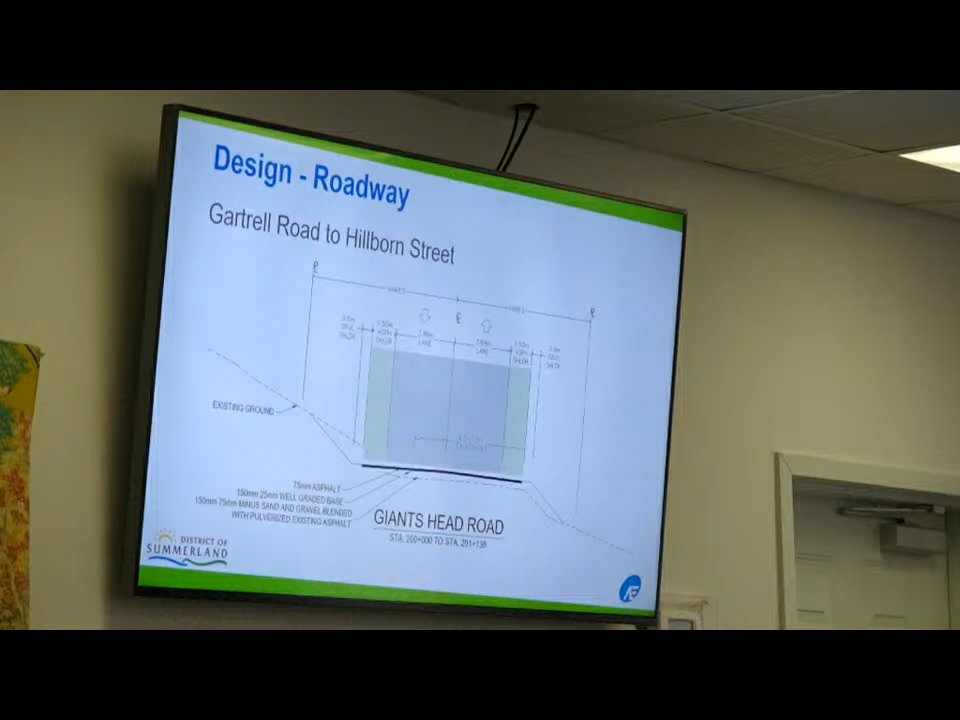 Design - Roadway
Gartrell Road to Hillborn Street
LANE
LANE
EXISTING GROUND
75mm ASPHALT
150mm 25mm WELL GRADED BASE
150mm 75mm MINUS SAND AND GRAVEL BLENDED
WITH PULVERIZED EXISTING ASPHALT
GIANTS HEAD ROAD
STA. 200+000 TO STA. 201+138
DISTRICT OF
SUMMERLAND